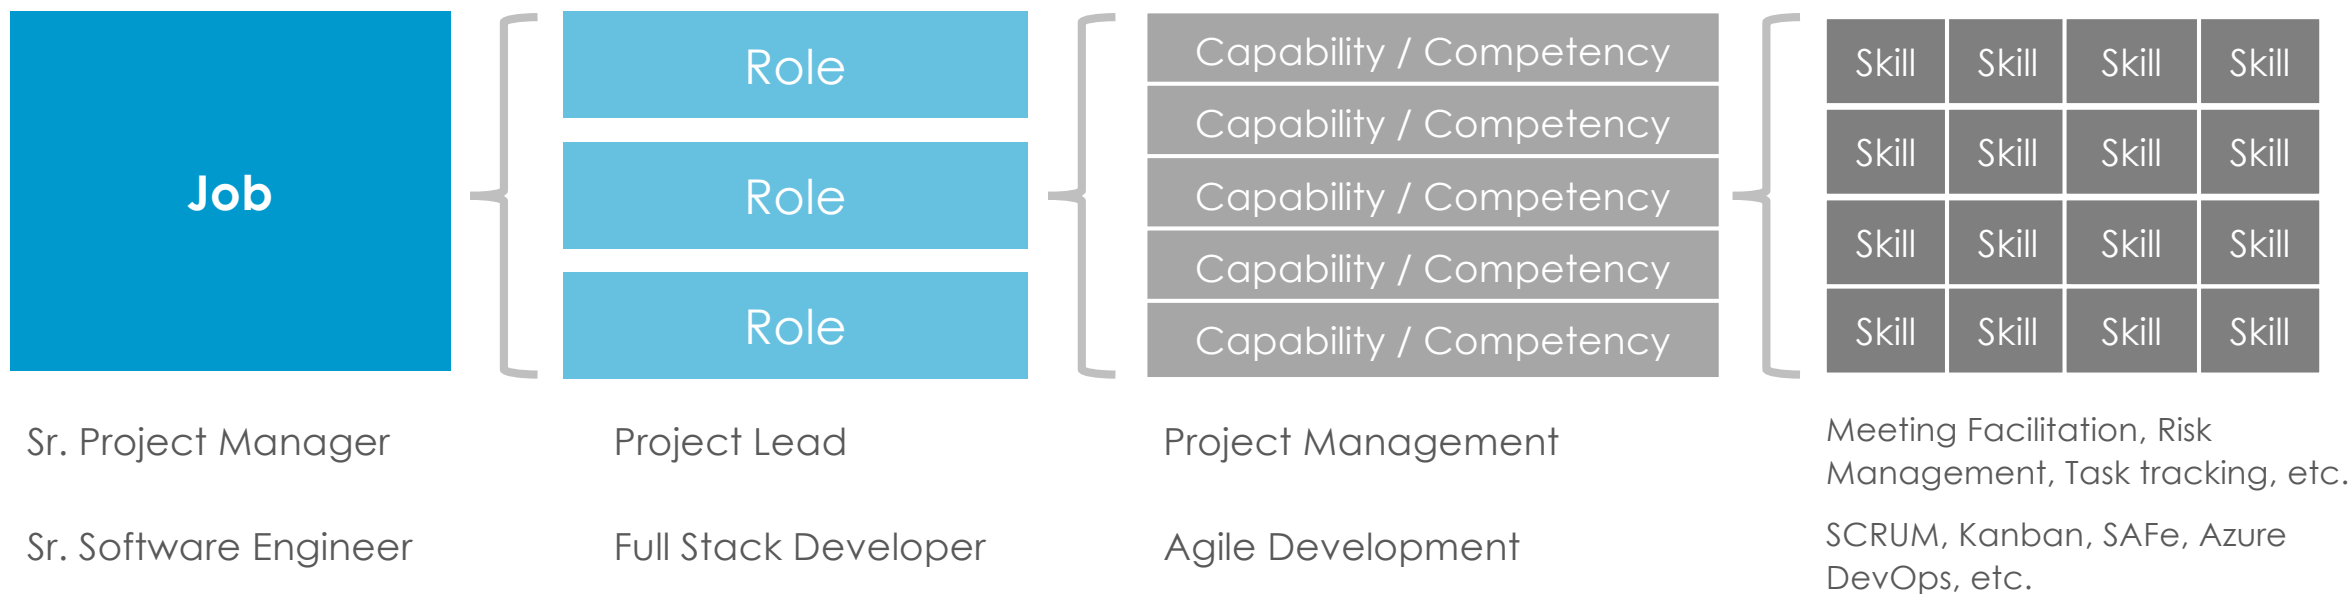 Job
Role
Role
Role
Capability / Competency
Capability / Competency
Capability / Competency
Capability / Competency
Capability / Competency
Skill Skill Skill Skill
Skill Skill Skill Skill
Skill Skill Skill Skill
Skill Skill Skill Skill
Sr. Project Manager
Project Lead
Project Management
Meeting Facilitation, Risk
Management, Task tracking, etc.
Sr. Software Engineer
Full Stack Developer
Agile Development
SCRUM, Kanban, SAFe, Azure
DevOps, etc.